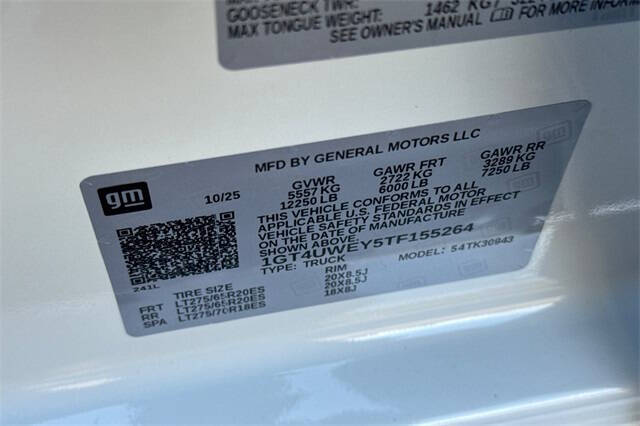 GOOSENECK TWR:
MAX TONGUE WEIGHT: 1462 KG/
SEE OWNER'S MANUAL FOR MORE
MFD BY GENERAL MOTORS LLC
gm 10/25 GVWR GAWR FRT GAWR RR
5557 KG 2722 KG 3289 KG
12250 LB 6000 LB 7250 LB
THIS VEHICLE CONFORMS TO ALL
APPLICABLE U.S. FEDERAL MOTOR
VEHICLE SAFETY STANDARDS IN EFFECT
ON THE DATE OF MANUFACTURE SHOWN ABOVE.
1GT4UWEY5TF155264
TYPE: TRUCK MODEL: 54TK30943
241L
TIRE SIZE RIM
FRT LT275/65R20ES 20X8.5J
RR LT275/65R20ES 20X8.5J
SPA LT275/70R18ES 18X8J